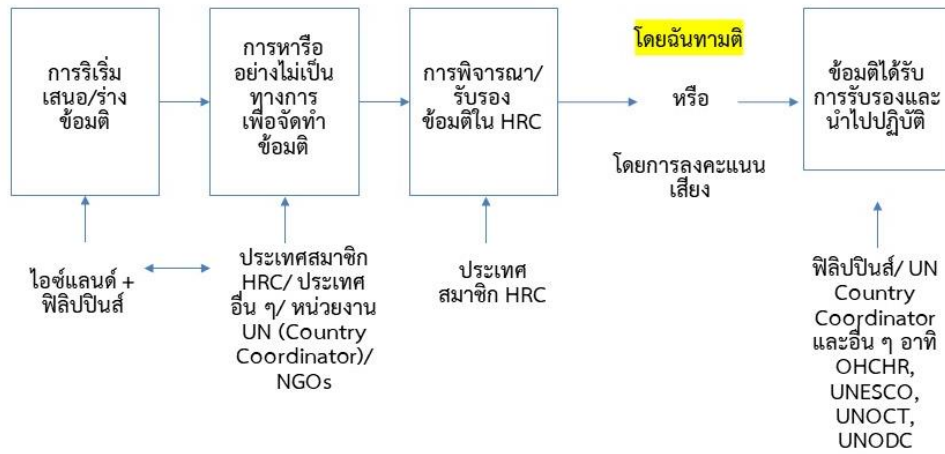 การริเริ่ม
เสนอ/ร่าง
ข้อมติ
การหารือ
อย่างไม่เป็น
ทางการ
เพื่อจัดทำ
ข้อมติ
การพิจารณา/
รับรอง
ข้อมติใน HRC
โดยฉันทามติ
หรือ
โดยการลงคะแนน
เสียง
ข้อมติได้รับ
การรับรองและ
นำไปปฏิบัติ
ไอซ์แลนด์ +
ฟิลิปปินส์
ประเทศสมาชิก
HRC/ ประเทศ
อื่น ๆ/ หน่วยงาน
UN (Country
Coordinator)/
NGOs
ประเทศ
สมาชิก HRC
ฟิลิปปินส์/ UN
Country
Coordinator
และอื่น ๆ อาทิ
OHCHR,
UNESCO,
UNOCT,
UNODC